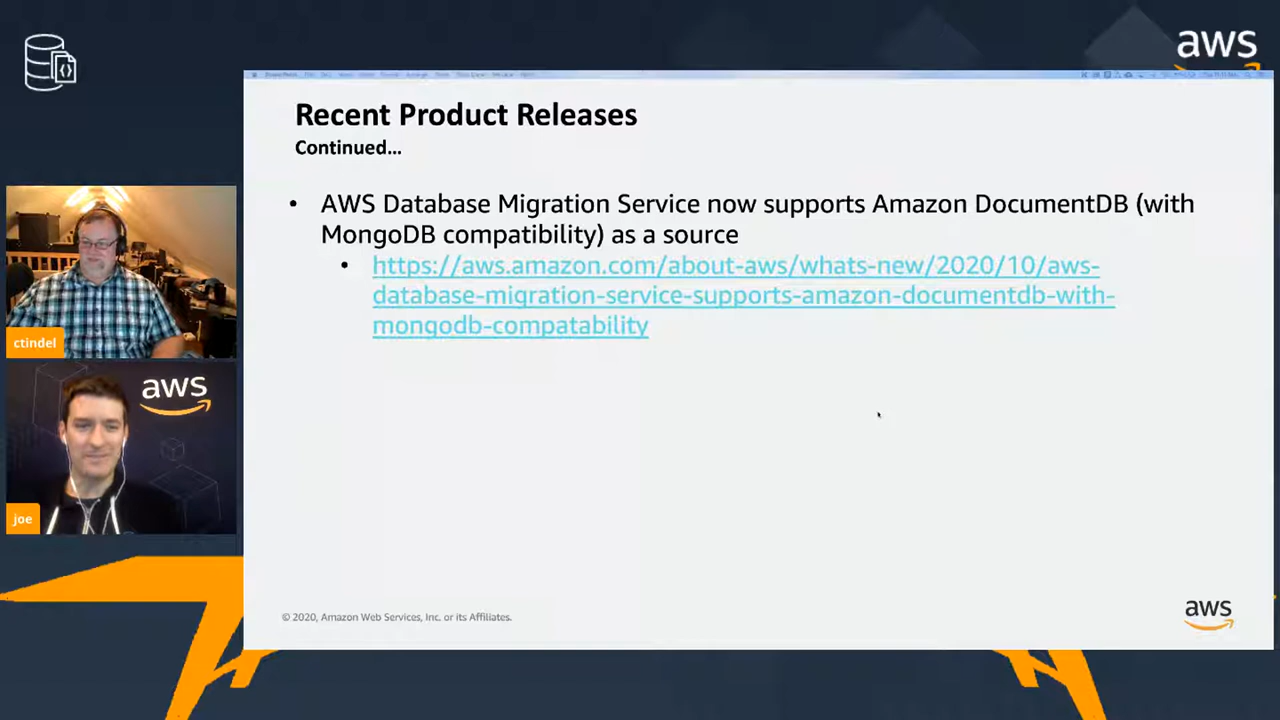 aws
Recent Product Releases
Continued...
• AWS Database Migration Service now supports Amazon DocumentDB (with
MongoDB compatibility) as a source
• https://aws.amazon.com/about-aws/whats-new/2020/10/aws-
database-migration-service-supports-amazon-documentdb-with-
mongodb-compatability
ctindel
aws
joe
© 2020, Amazon Web Services, Inc. or its Affiliates.
aws